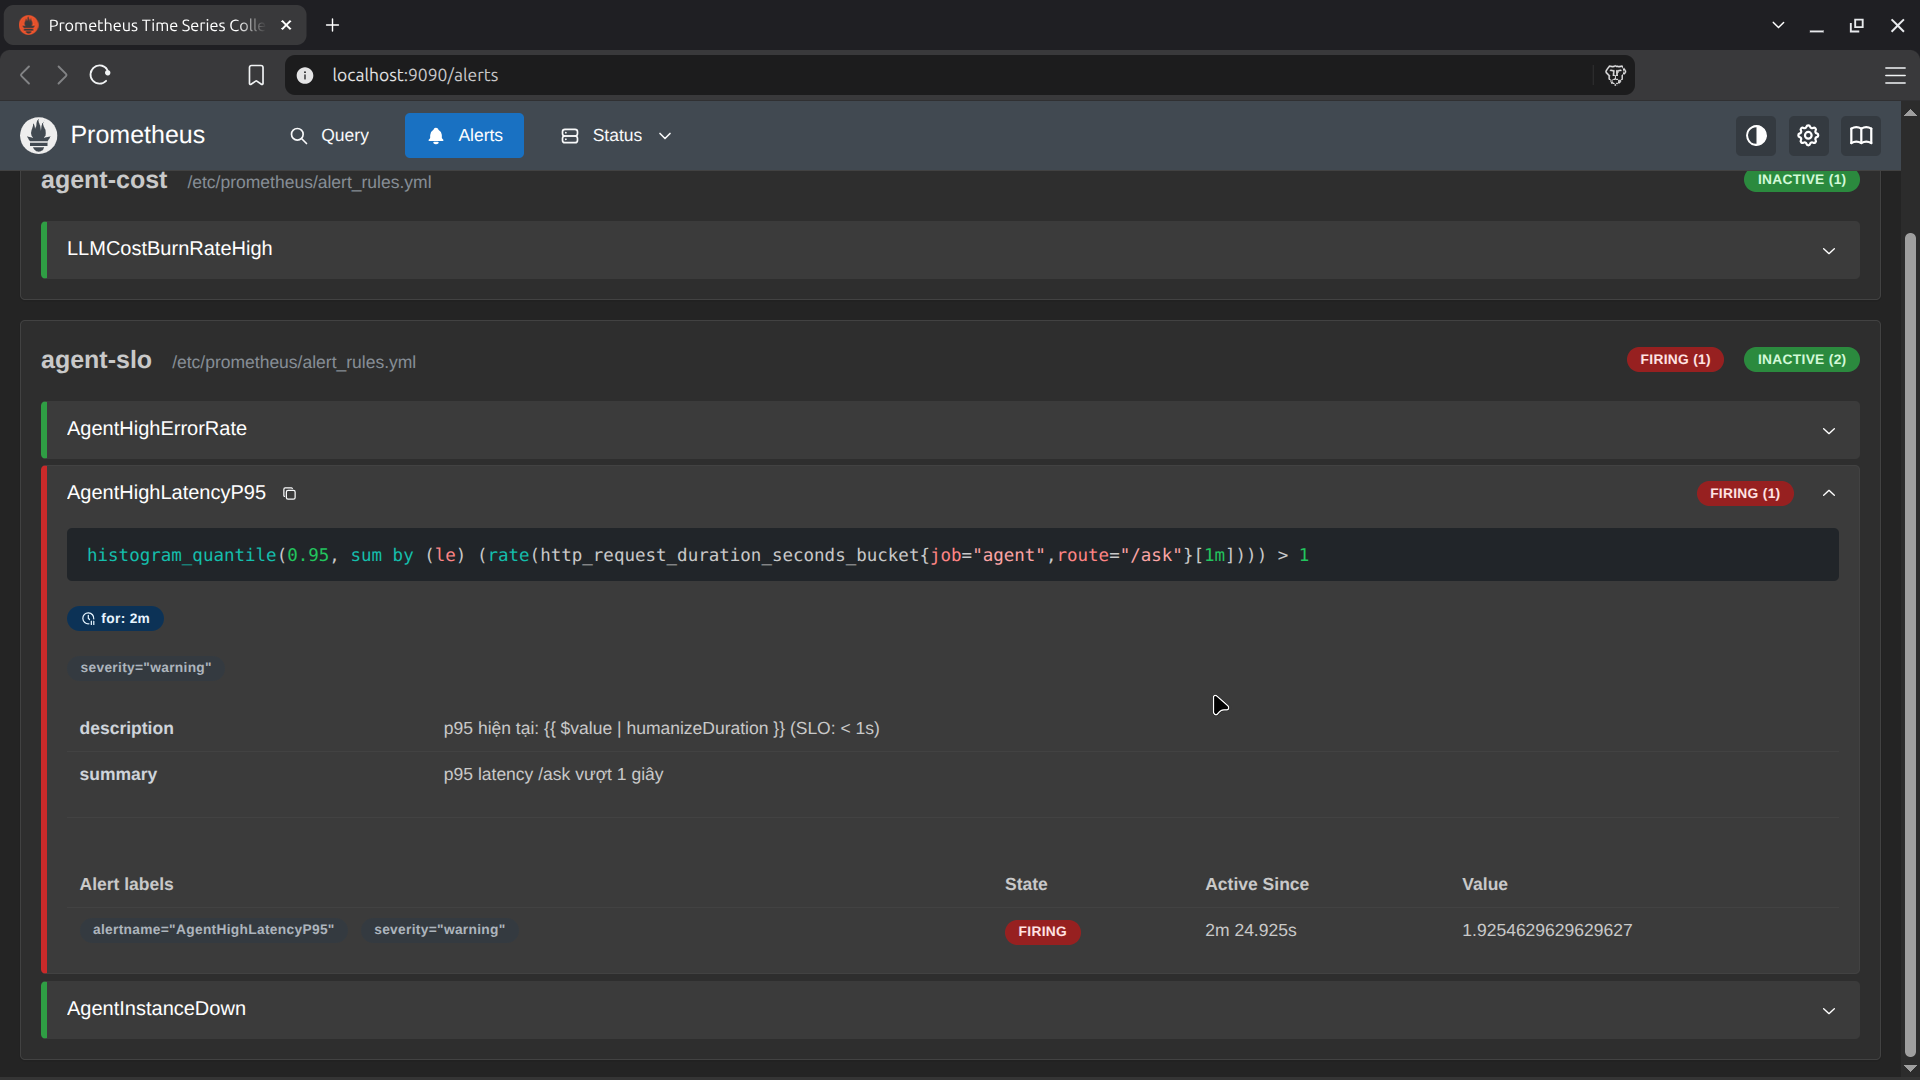 Prometheus Time Series Colle
localhost:9090/alerts
Prometheus
Query
Alerts
Status
agent-cost /etc/prometheus/alert_rules.yml INACTIVE (1)
LLMCostBurnRateHigh
agent-slo /etc/prometheus/alert_rules.yml FIRING (1) INACTIVE (2)
AgentHighErrorRate
AgentHighLatencyP95 FIRING (1)
histogram_quantile(0.95, sum by (le) (rate(http_request_duration_seconds_bucket{job="agent",route="/ask"}[1m]))) > 1
for: 2m
severity="warning"
description p95 hiện tại: {{ $value | humanizeDuration }} (SLO: < 1s)
summary p95 latency /ask vượt 1 giây
Alert labels State Active Since Value
alertname="AgentHighLatencyP95" severity="warning" FIRING 2m 24.925s 1.9254629629629627
AgentInstanceDown